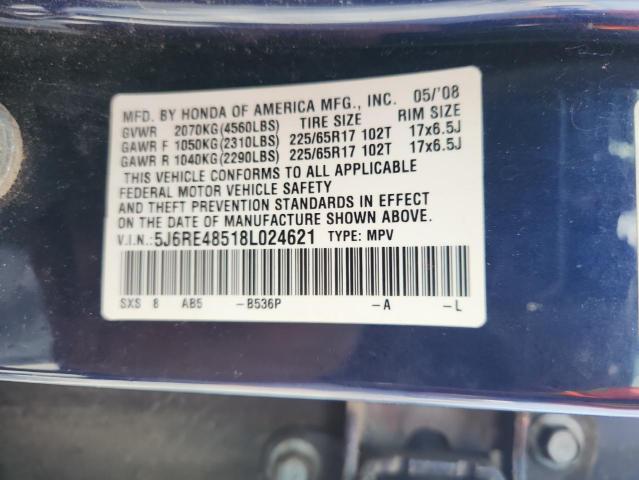 MFD. BY HONDA OF AMERICA MFG., INC. 05/'08
GVWR 2070KG(4560LBS) TIRE SIZE RIM SIZE
GAWR F 1050KG(2310LBS) 225/65R17 102T 17x6.5J
GAWR R 1040KG(2290LBS) 225/65R17 102T 17x6.5J
THIS VEHICLE CONFORMS TO ALL APPLICABLE
FEDERAL MOTOR VEHICLE SAFETY
AND THEFT PREVENTION STANDARDS IN EFFECT
ON THE DATE OF MANUFACTURE SHOWN ABOVE.
V.I.N.:5J6RE48518L024621 TYPE: MPV
SXS 8 AB5 -B536P -A -L